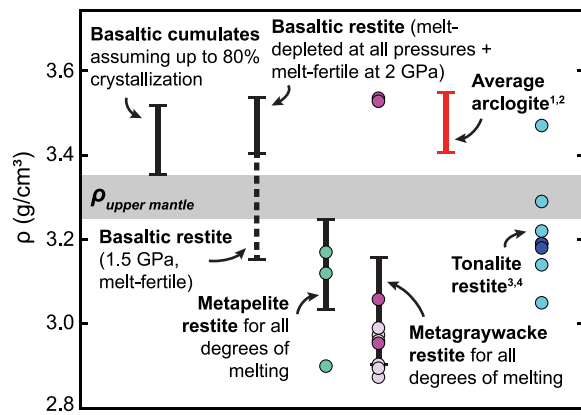 Basaltic cumulates
assuming up to 80%
crystallization
Basaltic restite (melt-
depleted at all pressures +
melt-fertile at 2 GPa)
Average
arclogite1,2
3.6
3.4
3.2
3.0
2.8
ρ (g/cm³)
ρupper mantle
Basaltic restite
(1.5 GPa,
melt-fertile)
Metapelite
restite for all
degrees of
melting
Tonalite
restite3,4
Metagraywacke
restite for all
degrees of melting